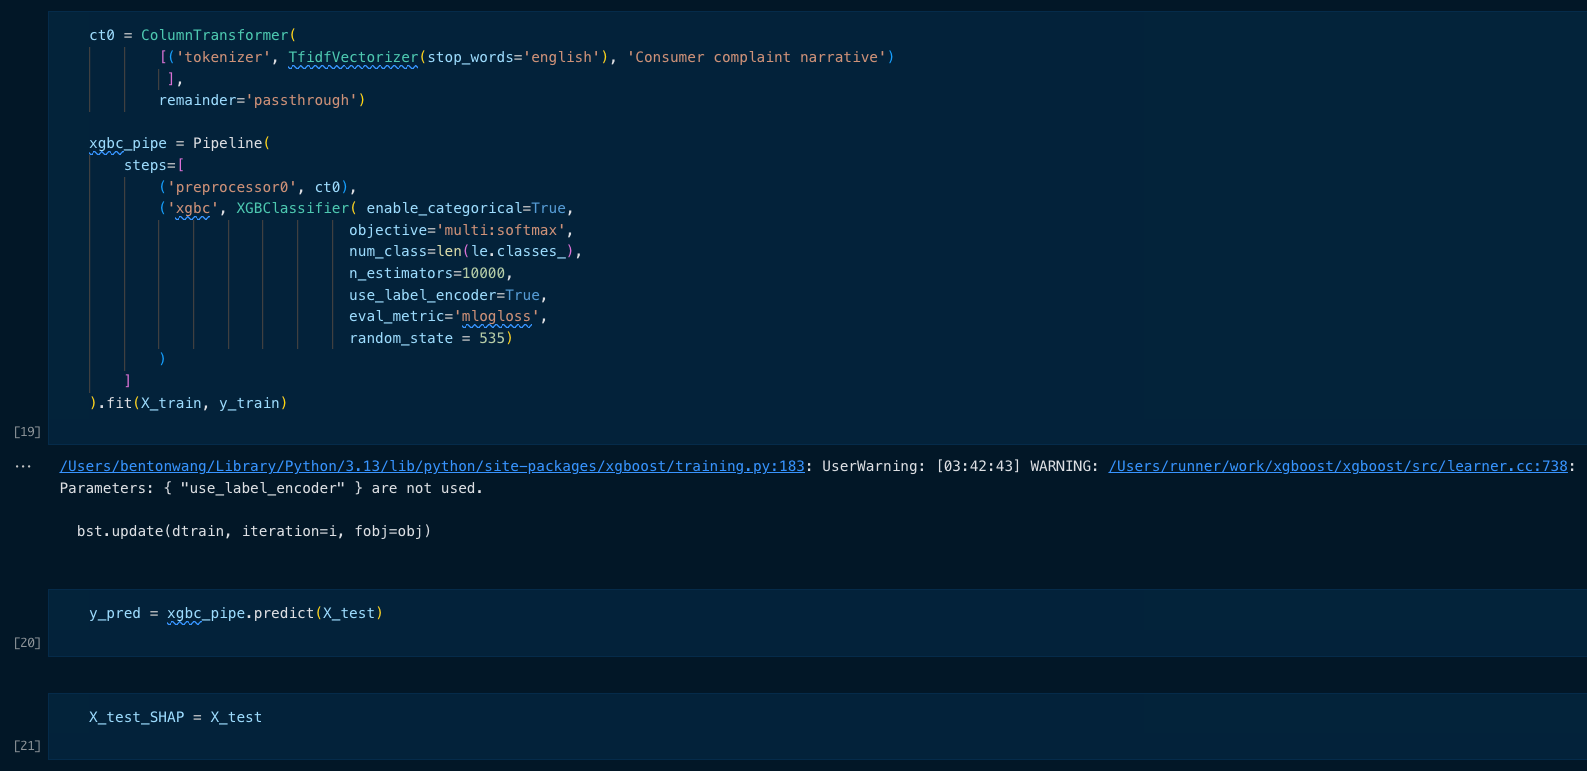 ct0 = ColumnTransformer(
[('tokenizer', TfidfVectorizer(stop_words='english'), 'Consumer complaint narrative')
],
remainder='passthrough')
xgbc_pipe = Pipeline(
steps=[
('preprocessor0', ct0),
('xgbc', XGBClassifier( enable_categorical=True,
objective='multi:softmax',
num_class=len(le.classes_),
n_estimators=10000,
use_label_encoder=True,
eval_metric='mlogloss',
random_state = 535)
)
]
).fit(X_train, y_train)
[19]
... /Users/bentonwang/Library/Python/3.13/lib/python/site-packages/xgboost/training.py:183: UserWarning: [03:42:43] WARNING: /Users/runner/work/xgboost/xgboost/src/learner.cc:738:
Parameters: { "use_label_encoder" } are not used.
bst.update(dtrain, iteration=i, fobj=obj)
y_pred = xgbc_pipe.predict(X_test)
[20]
X_test_SHAP = X_test
[21]